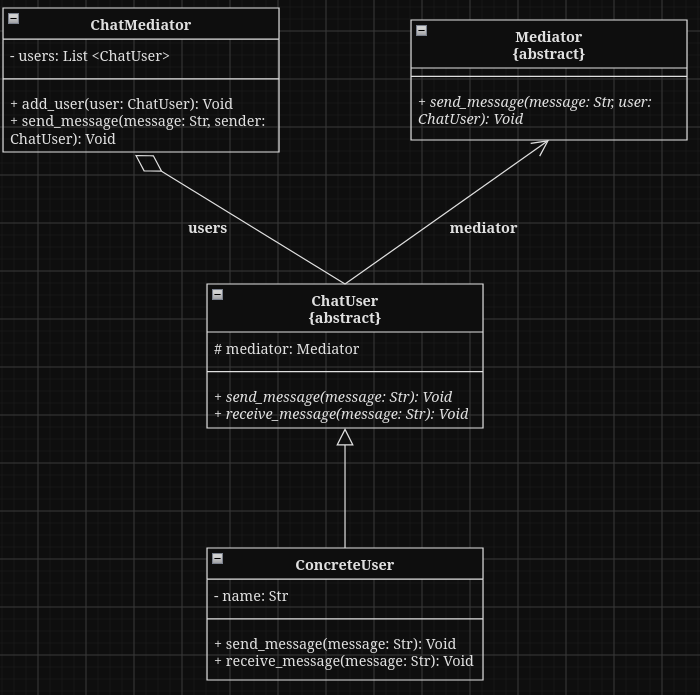 ChatMediator
- users: List <ChatUser>
+ add_user(user: ChatUser): Void
+ send_message(message: Str, sender:
ChatUser): Void
Mediator
{abstract}
+ send_message(message: Str, user:
ChatUser): Void
users
mediator
ChatUser
{abstract}
# mediator: Mediator
+ send_message(message: Str): Void
+ receive_message(message: Str): Void
ConcreteUser
- name: Str
+ send_message(message: Str): Void
+ receive_message(message: Str): Void